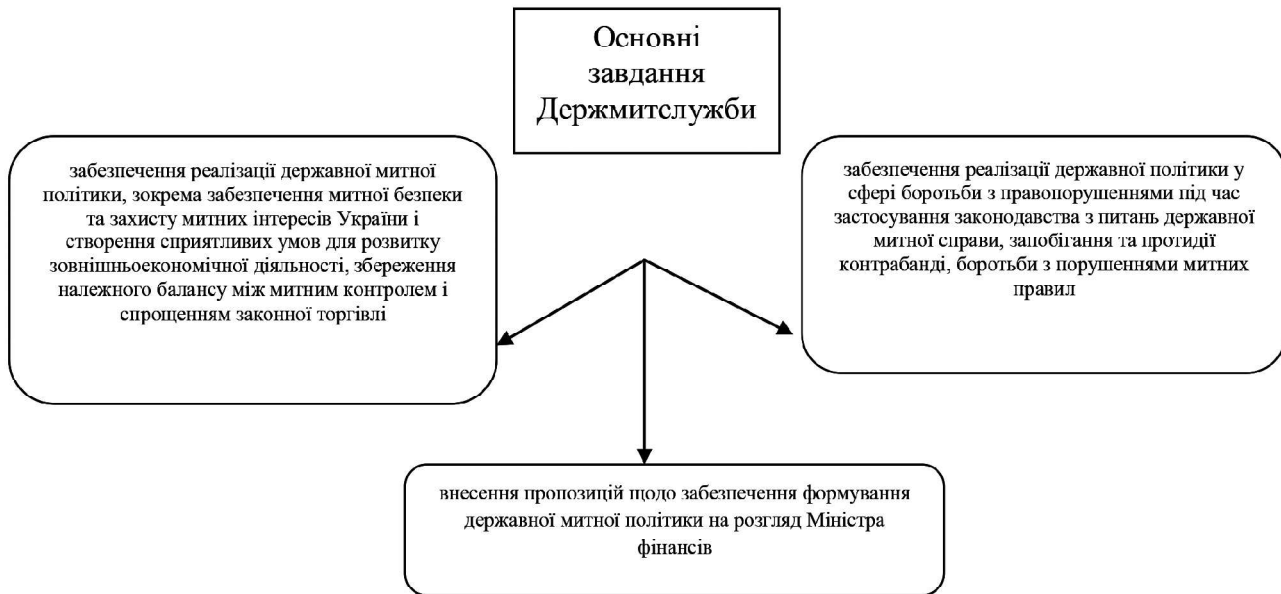 Основні
завдання
Держмитслужби
забезпечення реалізації державної митної
політики, зокрема забезпечення митної безпеки
та захисту митних інтересів України і
створення сприятливих умов для розвитку
зовнішньоекономічної діяльності, збереження
належного балансу між митним контролем і
спрощенням законної торгівлі
забезпечення реалізації державної політики у
сфері боротьби з правопорушеннями під час
застосування законодавства з питань державної
митної справи, запобігання та протидії
контрабанді, боротьби з порушеннями митних
правил
внесення пропозицій щодо забезпечення формування
державної митної політики на розгляд Міністра
фінансів